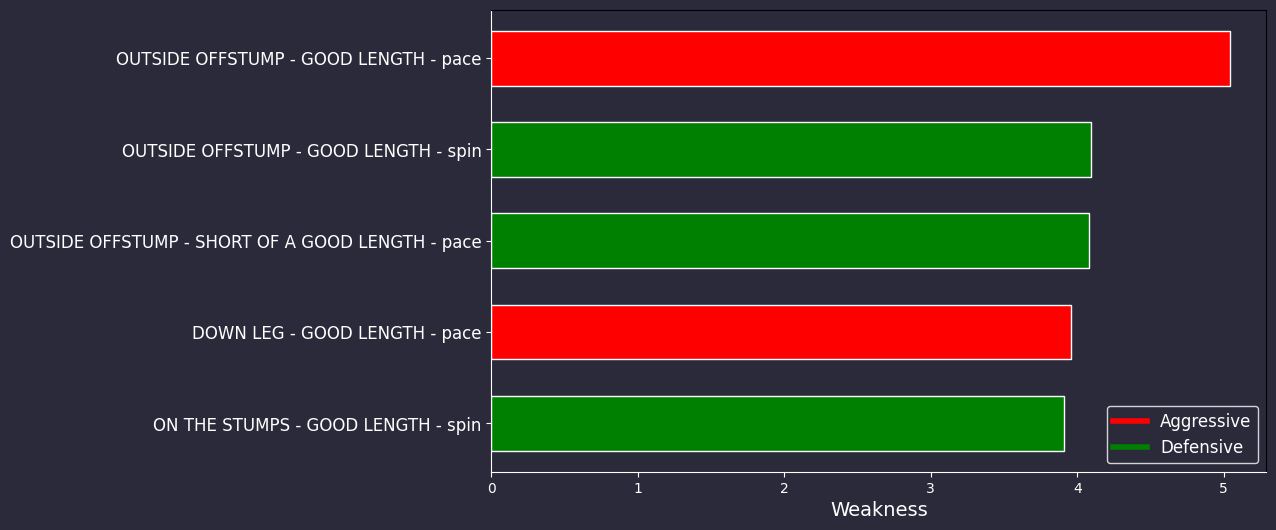 OUTSIDE OFFSTUMP - GOOD LENGTH - pace
OUTSIDE OFFSTUMP - GOOD LENGTH - spin
OUTSIDE OFFSTUMP - SHORT OF A GOOD LENGTH - pace
DOWN LEG - GOOD LENGTH - pace
ON THE STUMPS - GOOD LENGTH - spin
Aggressive
Defensive
0 1 2 3 4 5
Weakness